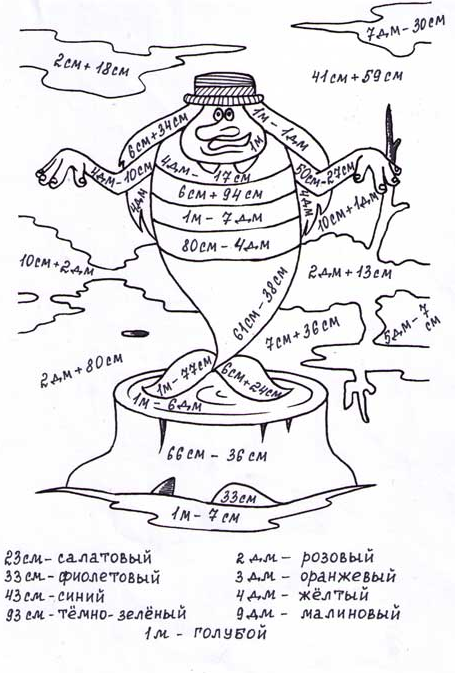 7дм-30см
2см+18см
41см+59см
1м-1дм
6см+34см
1м
4дм-10см
4дм-17см
50см-27см
6см+94см
4дм
4дм
10см+1дм
1м-7дм
80см-4дм
10см+2дм
2дм+13см
61см-38см
7см+36см
5дм-7
см
2дм+80см
1м-77см
6см+24см
1м-6дм
66см-36см
33см
1м-7см
23см-салатовый
33см-фиолетовый
43см-синий
93см-тёмно-зелёный
2дм- розовый
3дм- оранжевый
4дм- жёлтый
9дм- малиновый
1м- голубой